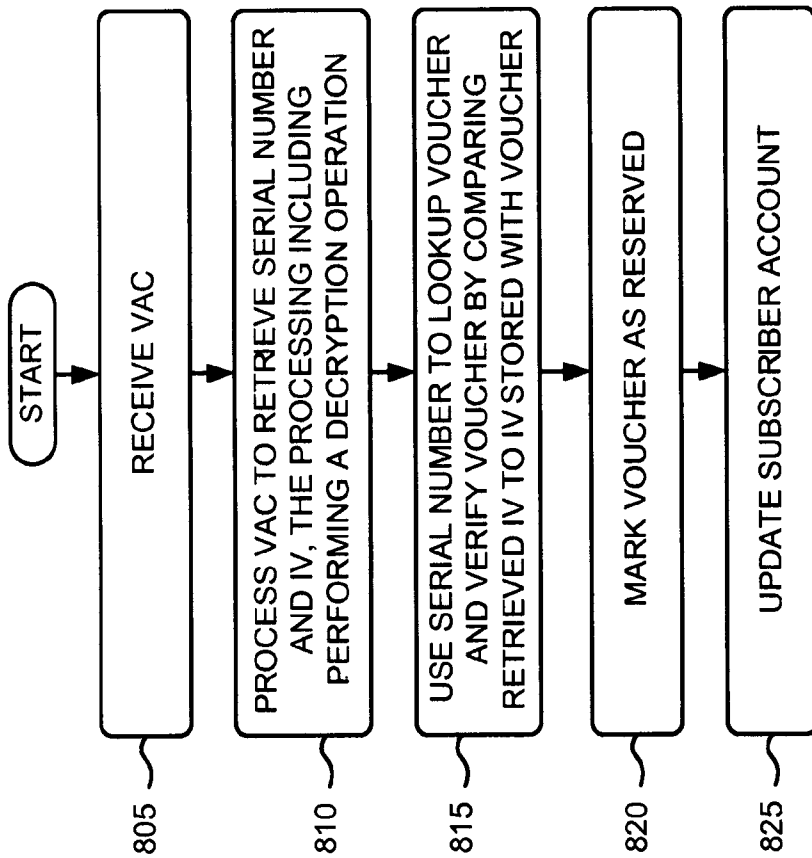 START
805
RECEIVE VAC
810
PROCESS VAC TO RETRIEVE SERIAL NUMBER
AND IV, THE PROCESSING INCLUDING
PERFORMING A DECRYPTION OPERATION
815
USE SERIAL NUMBER TO LOOKUP VOUCHER
AND VERIFY VOUCHER BY COMPARING
RETRIEVED IV TO IV STORED WITH VOUCHER
820
MARK VOUCHER AS RESERVED
825
UPDATE SUBSCRIBER ACCOUNT